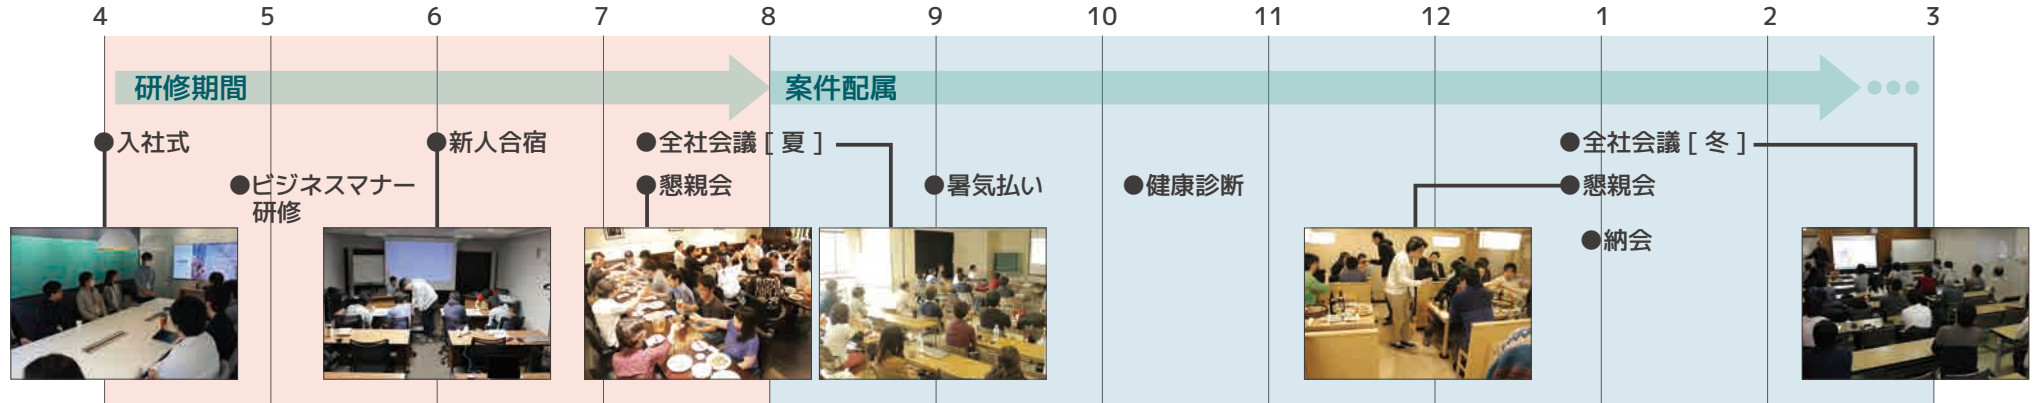 4 5 6 7 8 9 10 11 12 1 2 3
研修期間
案件配属
入社式
新人合宿
全社会議 [ 夏 ]
全社会議 [ 冬 ]
ビジネスマナー
研修
懇親会
暑気払い
健康診断
懇親会
納会